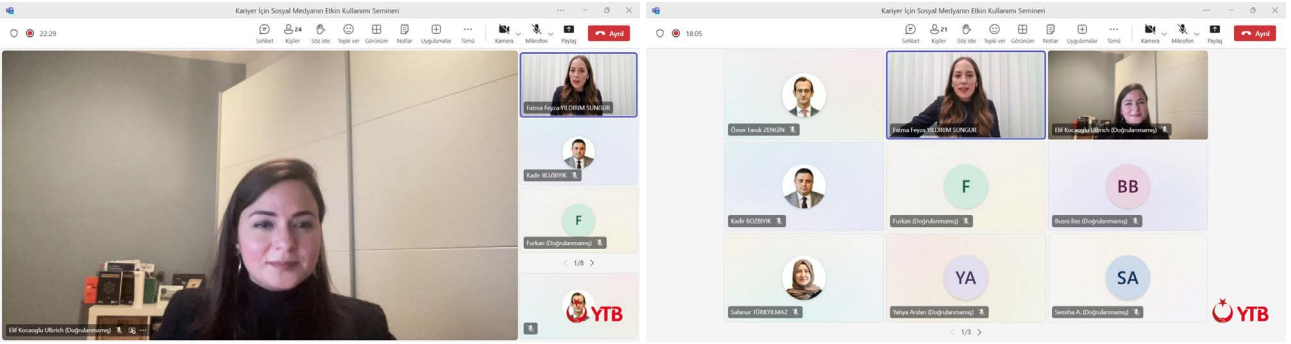 Kariyer İçin Sosyal Medyanın Etkin Kullanımı Semineri
22:29
24
Sohbet Kişiler Söz iste Tepki ver Görünüm Notlar Uygulamalar Tümü Kamera Mikrofon Paylaş Ayrıl
Fatma Feyza YILDIRIM SUNGUR
Kadir BOZBIYIK
F
Furkan (Doğrulanmamış)
1/8
YTB
Elif Kocaoglu Ulbrich (Doğrulanmamış)
Kariyer İçin Sosyal Medyanın Etkin Kullanımı Semineri
18:05
21
Sohbet Kişiler Söz iste Tepki ver Görünüm Notlar Uygulamalar Tümü Kamera Mikrofon Paylaş Ayrıl
Ömer Faruk ZENGİN
Fatma Feyza YILDIRIM SUNGUR
Elif Kocaoglu Ulbrich (Doğrulanmamış)
Kadir BOZBIYIK
F
Furkan (Doğrulanmamış)
BB
Busra Bas (Doğrulanmamış)
Salanur TÜRKYILMAZ
YA
Yahya Arslan (Doğrulanmamış)
SA
Semiha A. (Doğrulanmamış)
YTB
1/3